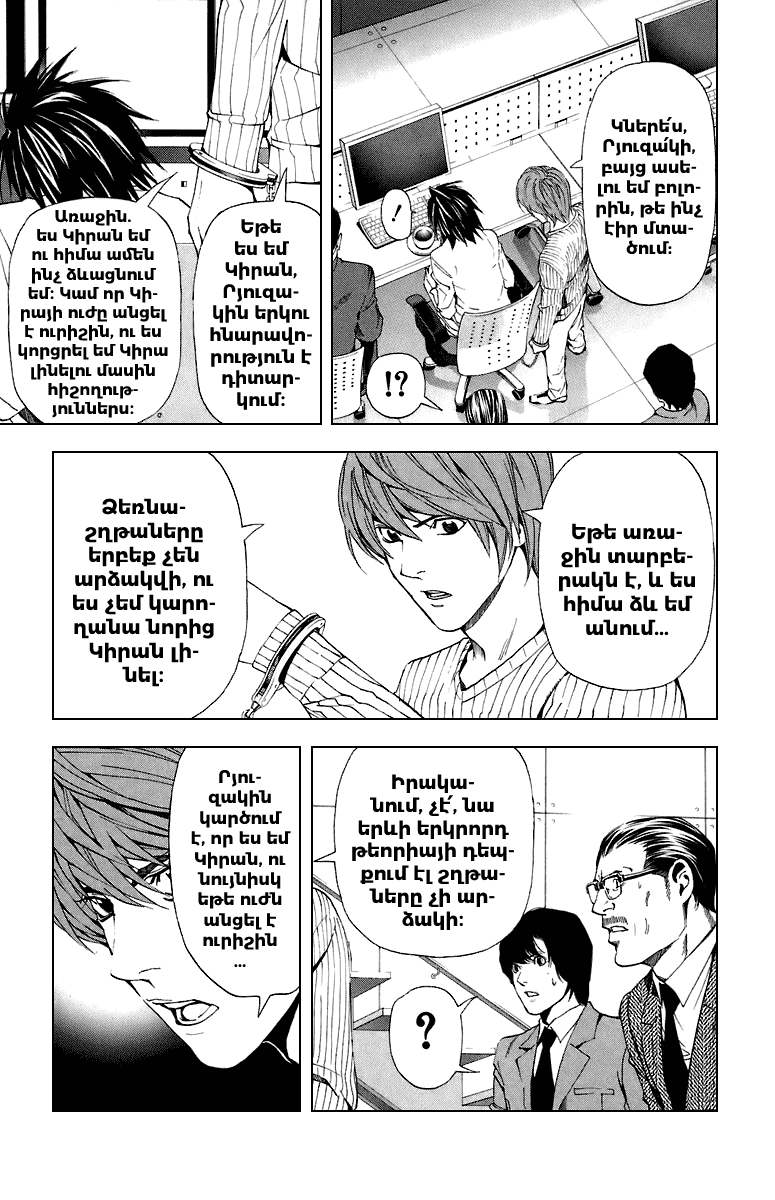 Կներե՛ս,
Րյուզա՛կի,
բայց ասե-
լու եմ բոլո-
րին, թե ինչ
էիր մտա-
ծում։
!
!?
Եթե
ես եմ
Կիրան,
Րյուզա-
կին երկու
հնարավո-
րություն է
դիտար-
կում։
Առաջին.
ես Կիրան եմ
ու հիմա ամեն
ինչ ձևացնում
եմ։ Կամ որ Կի-
րայի ուժը անցել
է ուրիշին, ու ես
կորցրել եմ Կիրա
լինելու մասին
հիշողութ-
յուններս։
Եթե առա-
ջին տարբե-
րակն է, և ես
հիմա ձև եմ
անում...
Ձեռնա-
շղթաները
երբեք չեն
արձակվի, ու
ես չեմ կարո-
ղանա նորից
Կիրան լի-
նել։
Իրակա-
նում, չէ՛, նա
երևի երկրորդ
թեորիայի դեպ-
քում էլ շղթա-
ները չի ար-
ձակի։
?
Րյու-
զակին
կարծում
է, որ ես եմ
Կիրան, ու
նույնիսկ
եթե ուժն
անցել է
ուրիշին
...